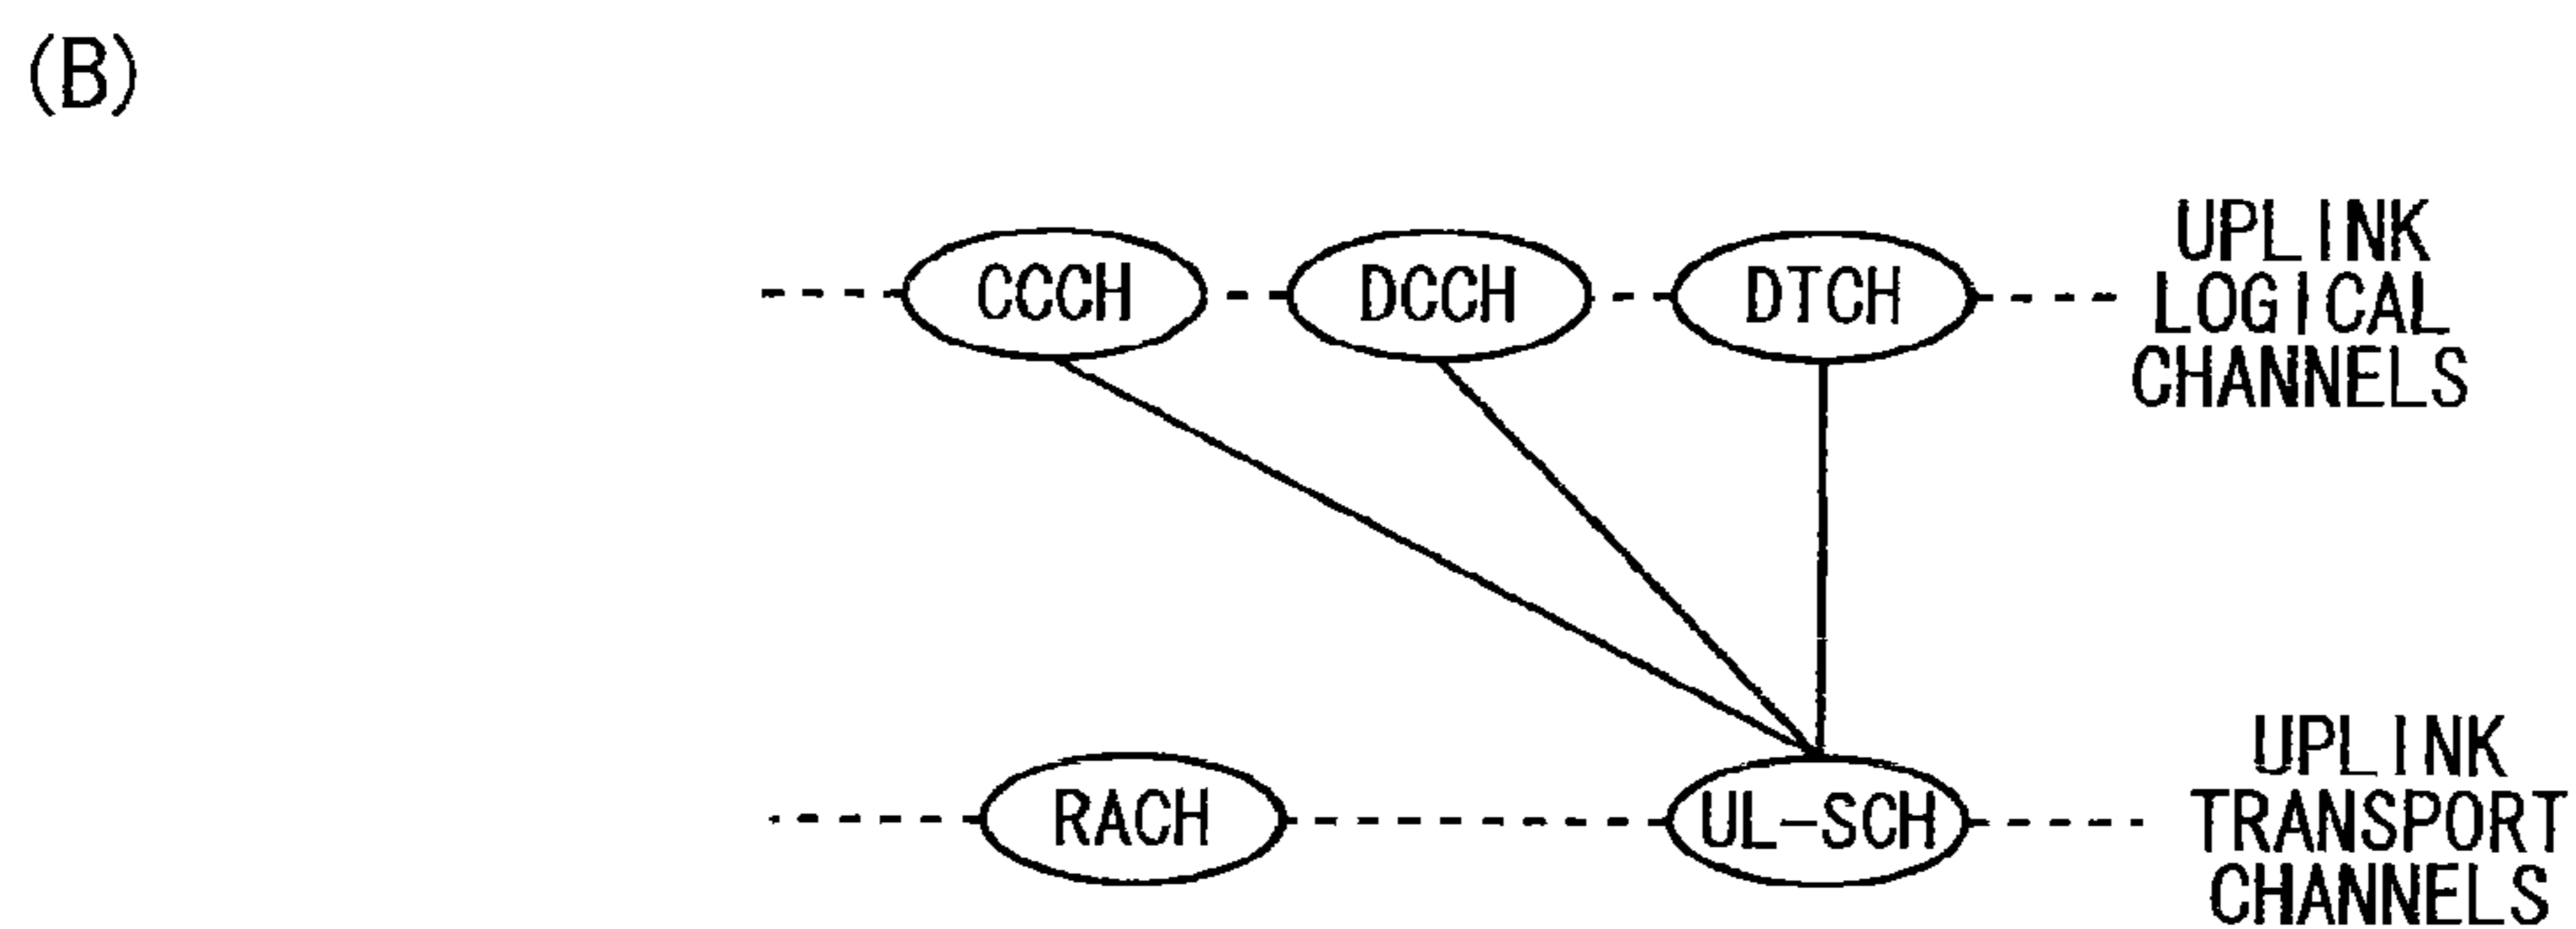 (B)
CCCH
DCCH
DTCH
UPLINK
LOGICAL
CHANNELS
RACH
UL-SCH
UPLINK
TRANSPORT
CHANNELS